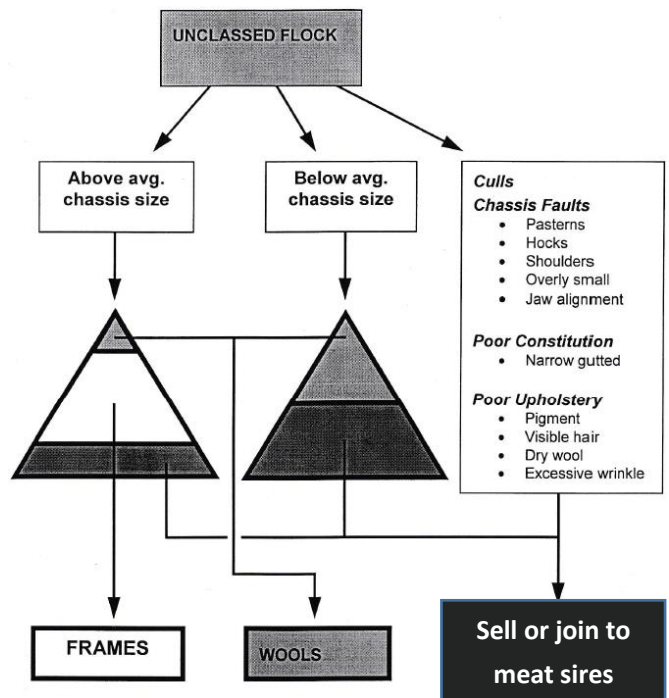 UNCLASSED FLOCK
Above avg.
chassis size
Below avg.
chassis size
Culls
Chassis Faults
• Pasterns
• Hocks
• Shoulders
• Overly small
• Jaw alignment
Poor Constitution
• Narrow gutted
Poor Upholstery
• Pigment
• Visible hair
• Dry wool
• Excessive wrinkle
FRAMES
WOOLS
Sell or join to
meat sires